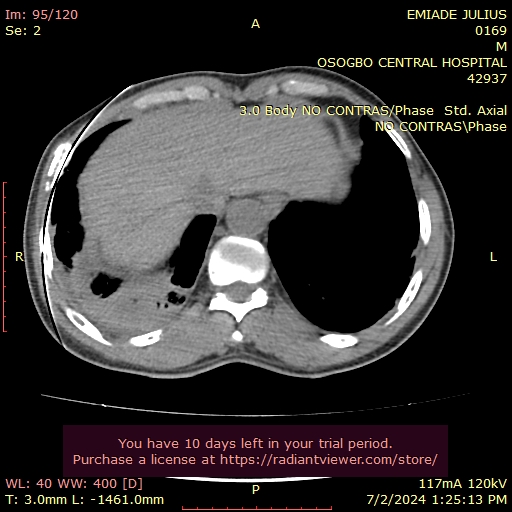 Im: 95/120
Se: 2
A
EMIADE JULIUS
0169
M
OSOGBO CENTRAL HOSPITAL
42937
3.0 Body NO CONTRAS/Phase Std. Axial
NO CONTRAS\Phase
R
L
You have 10 days left in your trial period.
Purchase a license at https://radiantviewer.com/store/
WL: 40 WW: 400 [D]
T: 3.0mm L: -1461.0mm
P
117mA 120kV
7/2/2024 1:25:13 PM